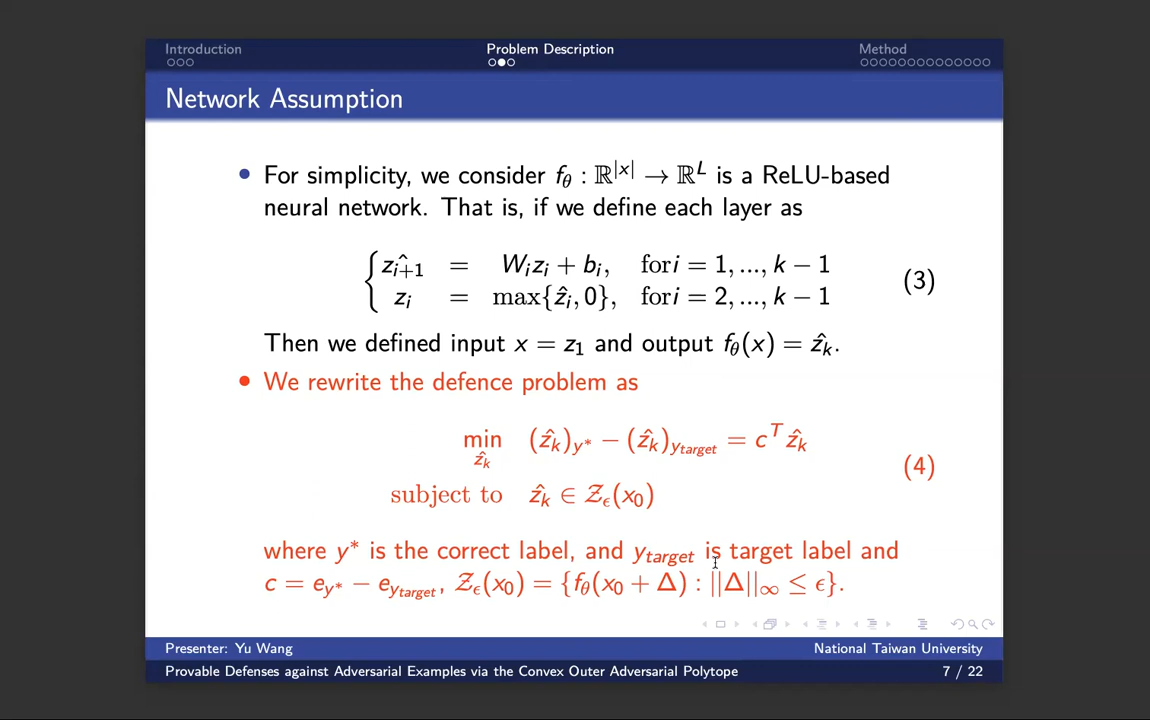 Introduction Problem Description Method
Network Assumption
For simplicity, we consider f_θ : ℝ^|x| → ℝ^L is a ReLU-based
neural network. That is, if we define each layer as
ẑ_{i+1} = W_i z_i + b_i, fori = 1, ..., k − 1
z_i = max{ẑ_i, 0}, fori = 2, ..., k − 1
(3)
Then we defined input x = z_1 and output f_θ(x) = ẑ_k.
We rewrite the defence problem as
min_{ẑ_k} (ẑ_k)_{y*} − (ẑ_k)_{y_target} = c^T ẑ_k
(4)
subject to ẑ_k ∈ 𝒵_ϵ(x_0)
where y* is the correct label, and y_target is target label and
c = e_{y*} − e_{y_target}, 𝒵_ϵ(x_0) = {f_θ(x_0 + Δ) : ||Δ||_∞ ≤ ϵ}.
Presenter: Yu Wang National Taiwan University
Provable Defenses against Adversarial Examples via the Convex Outer Adversarial Polytope 7 / 22